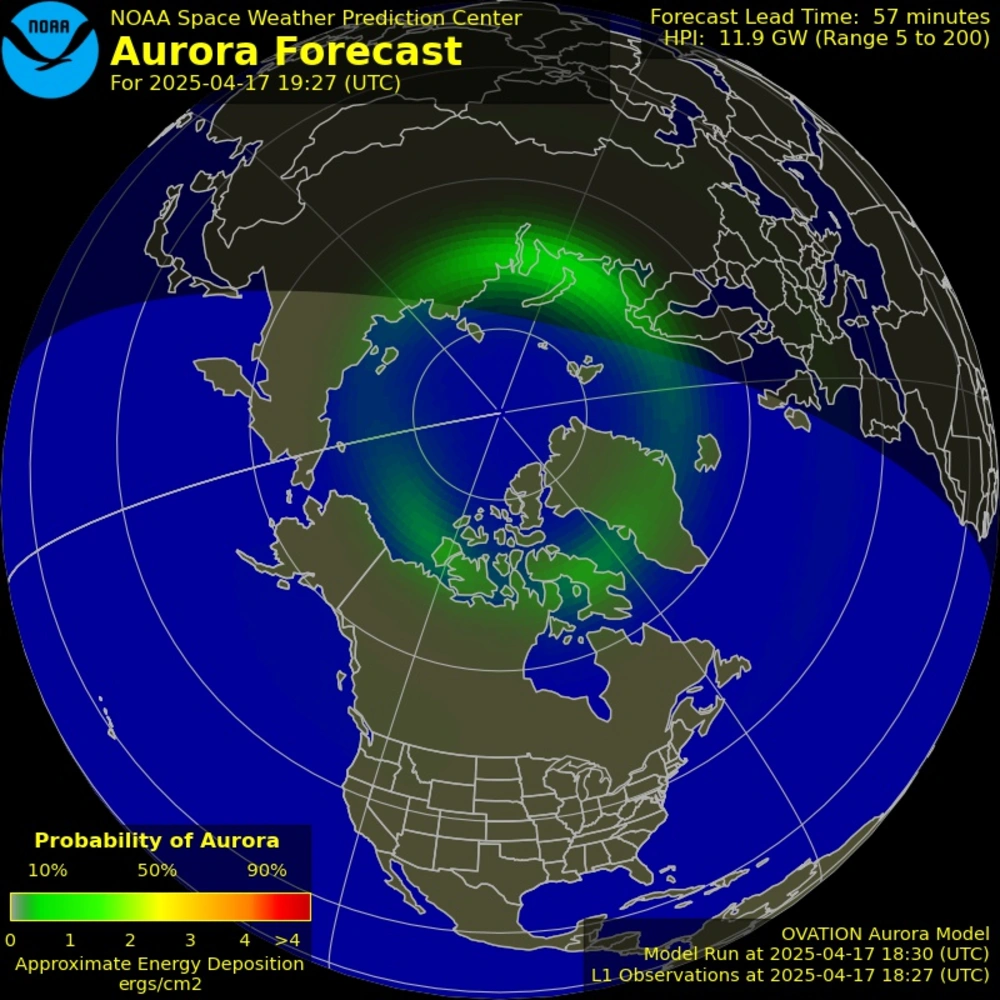 NOAA
NOAA Space Weather Prediction Center
Aurora Forecast
For 2025-04-17 19:27 (UTC)
Forecast Lead Time: 57 minutes
HPI: 11.9 GW (Range 5 to 200)
Probability of Aurora
10% 50% 90%
0 1 2 3 4 >4
Approximate Energy Deposition
ergs/cm2
OVATION Aurora Model
Model Run at 2025-04-17 18:30 (UTC)
L1 Observations at 2025-04-17 18:27 (UTC)